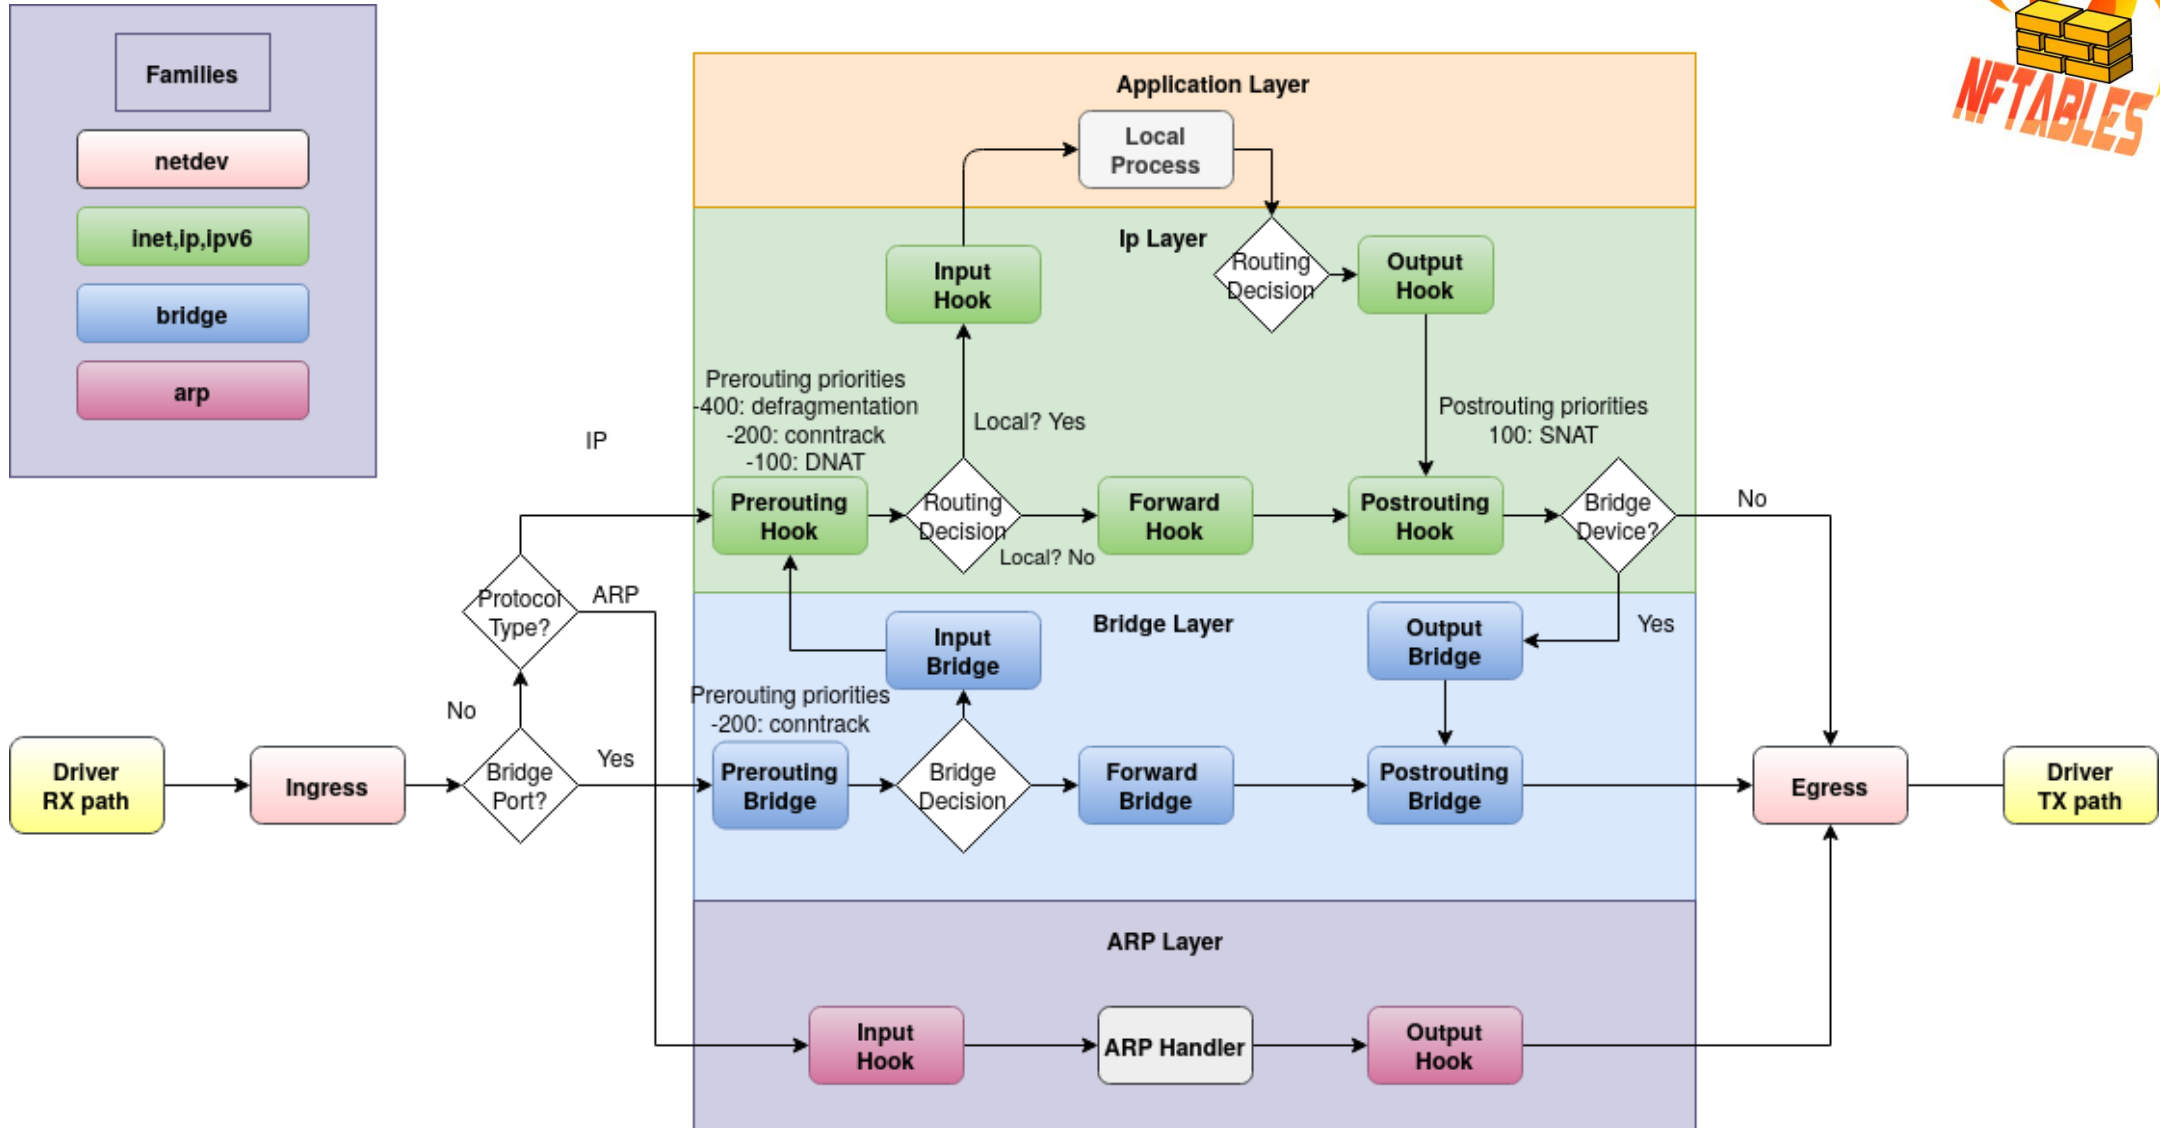 Families
netdev
inet,ip,ipv6
bridge
arp
NFTABLES
Application Layer
Local
Process
Ip Layer
Input
Hook
Routing
Decision
Output
Hook
Prerouting priorities
-400: defragmentation
-200: conntrack
-100: DNAT
Local? Yes
Postrouting priorities
100: SNAT
IP
Prerouting
Hook
Routing
Decision
Local? No
Forward
Hook
Postrouting
Hook
Bridge
Device?
No
Yes
Protocol
Type?
ARP
Bridge Layer
Input
Bridge
Output
Bridge
Prerouting priorities
-200: conntrack
No
Driver
RX path
Ingress
Bridge
Port?
Yes
Prerouting
Bridge
Bridge
Decision
Forward
Bridge
Postrouting
Bridge
Egress
Driver
TX path
ARP Layer
Input
Hook
ARP Handler
Output
Hook